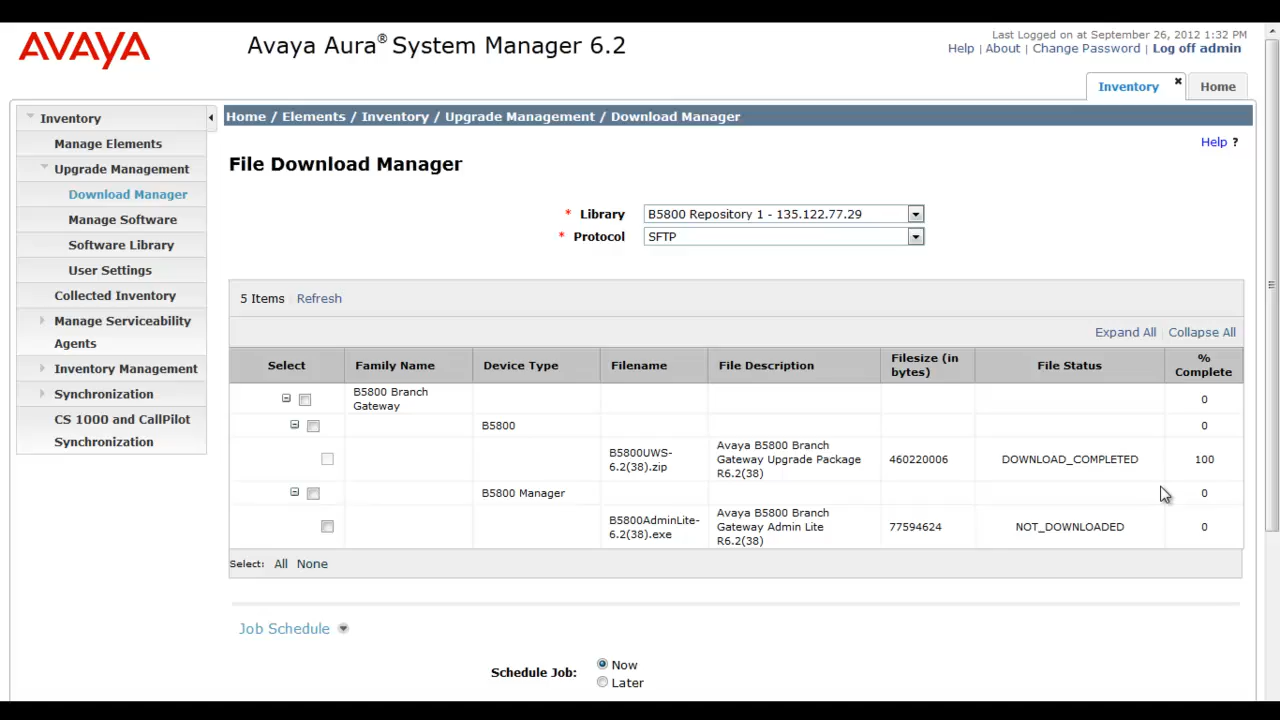 AVAYA
Avaya Aura® System Manager 6.2
Last Logged on at September 26, 2012 1:32 PM
Help | About | Change Password | Log off admin
Inventory
Home
Inventory
Manage Elements
Upgrade Management
Download Manager
Manage Software
Software Library
User Settings
Collected Inventory
Manage Serviceability
Agents
Inventory Management
Synchronization
CS 1000 and CallPilot
Synchronization
Home / Elements / Inventory / Upgrade Management / Download Manager
Help ?
File Download Manager
* Library B5800 Repository 1 - 135.122.77.29
* Protocol SFTP
5 Items Refresh
Expand All | Collapse All
Select Family Name Device Type Filename File Description Filesize (in bytes) File Status % Complete
B5800 Branch
Gateway
0
B5800 0
B5800UWS-
6.2(38).zip
Avaya B5800 Branch
Gateway Upgrade Package
R6.2(38)
460220006 DOWNLOAD_COMPLETED 100
B5800 Manager 0
B5800AdminLite-
6.2(38).exe
Avaya B5800 Branch
Gateway Admin Lite
R6.2(38)
77594624 NOT_DOWNLOADED 0
Select: All None
Job Schedule
Schedule Job:
Now
Later